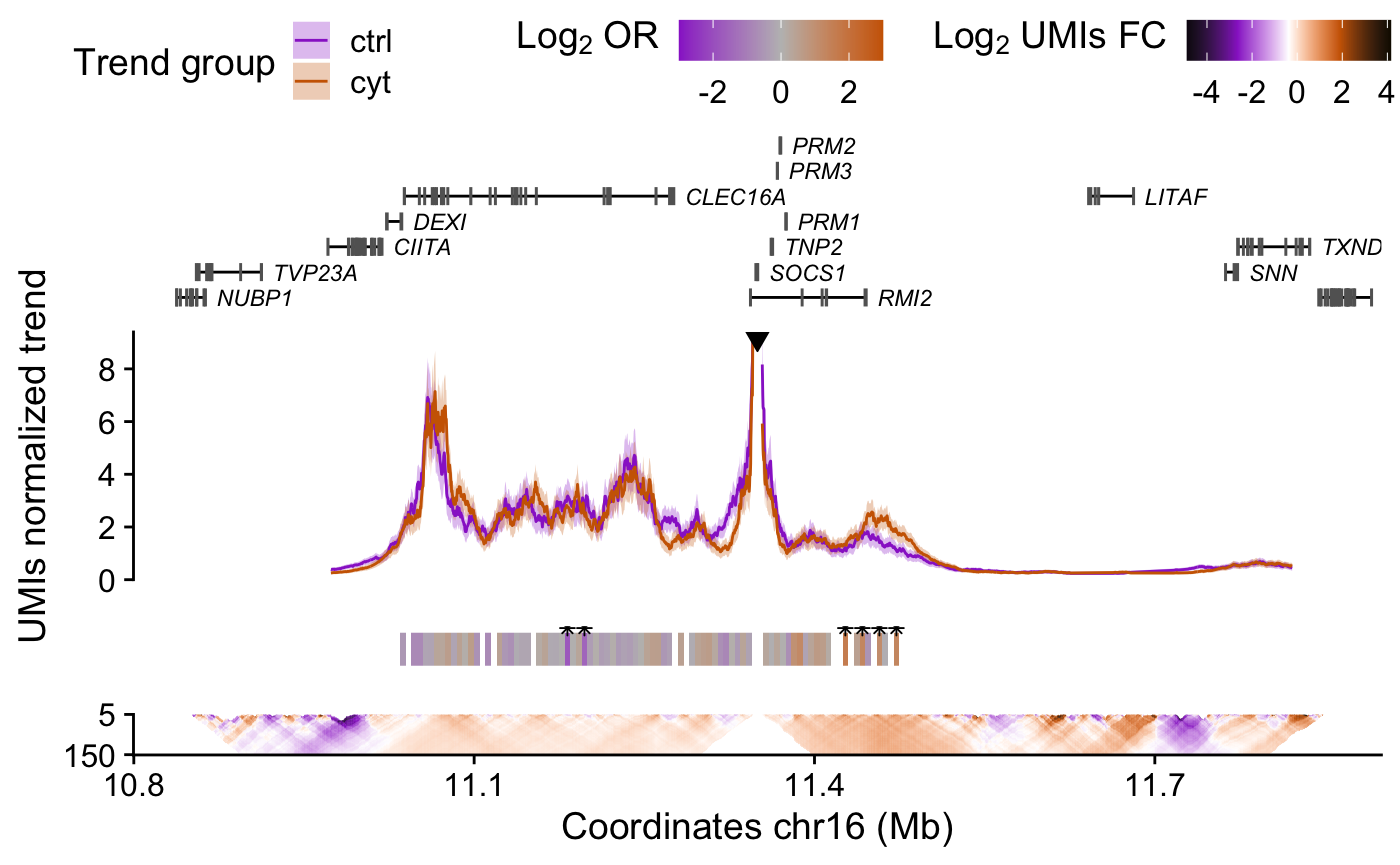 Trend group
ctrl
cyt
Log2 OR
-2 0 2
Log2 UMIs FC
-4 -2 0 2 4
PRM2
PRM3
CLEC16A
LITAF
DEXI
PRM1
CIITA
TNP2
TXND
TVP23A
SOCS1
SNN
NUBP1
RMI2
UMIs normalized trend
8
6
4
2
0
5
150
10.8 11.1 11.4 11.7
Coordinates chr16 (Mb)